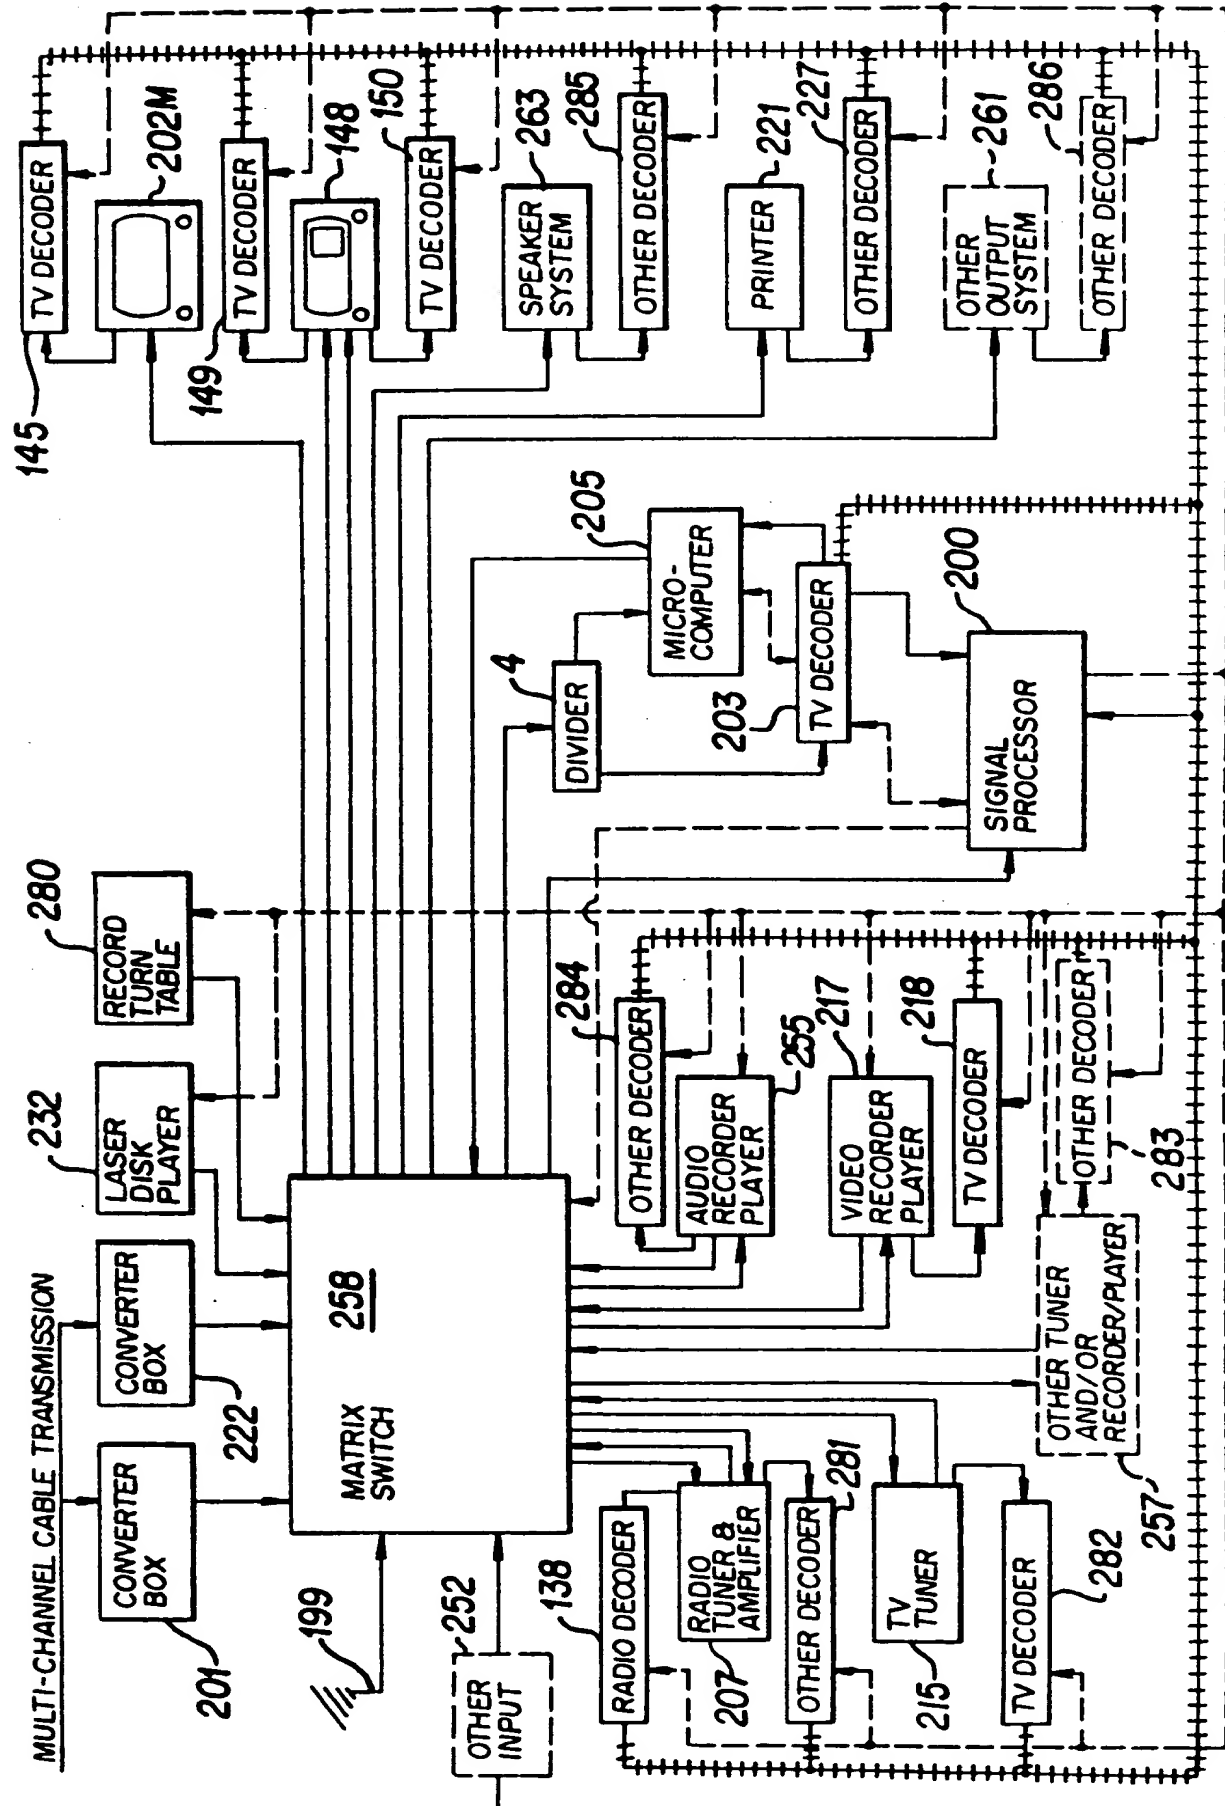 MULTI-CHANNEL CABLE TRANSMISSION
CONVERTER
BOX
201
CONVERTER
BOX
222
LASER
DISK
PLAYER
232
RECORD
TURN
TABLE
280
199
OTHER
INPUT
252
MATRIX
SWITCH
258
DIVIDER
4
MICRO-
COMPUTER
205
TV DECODER
203
SIGNAL
PROCESSOR
200
TV DECODER
145
202M
TV DECODER
149
148
TV DECODER
150
SPEAKER
SYSTEM
263
OTHER DECODER
285
PRINTER
221
OTHER DECODER
227
OTHER
OUTPUT
SYSTEM
261
OTHER DECODER
286
RADIO DECODER
138
RADIO
TUNER &
AMPLIFIER
207
OTHER DECODER
281
TV
TUNER
215
TV DECODER
282
OTHER DECODER
284
AUDIO
RECORDER
PLAYER
255
VIDEO
RECORDER
PLAYER
217
TV DECODER
218
OTHER DECODER
283
OTHER TUNER
AND/OR
RECORDER/PLAYER
257